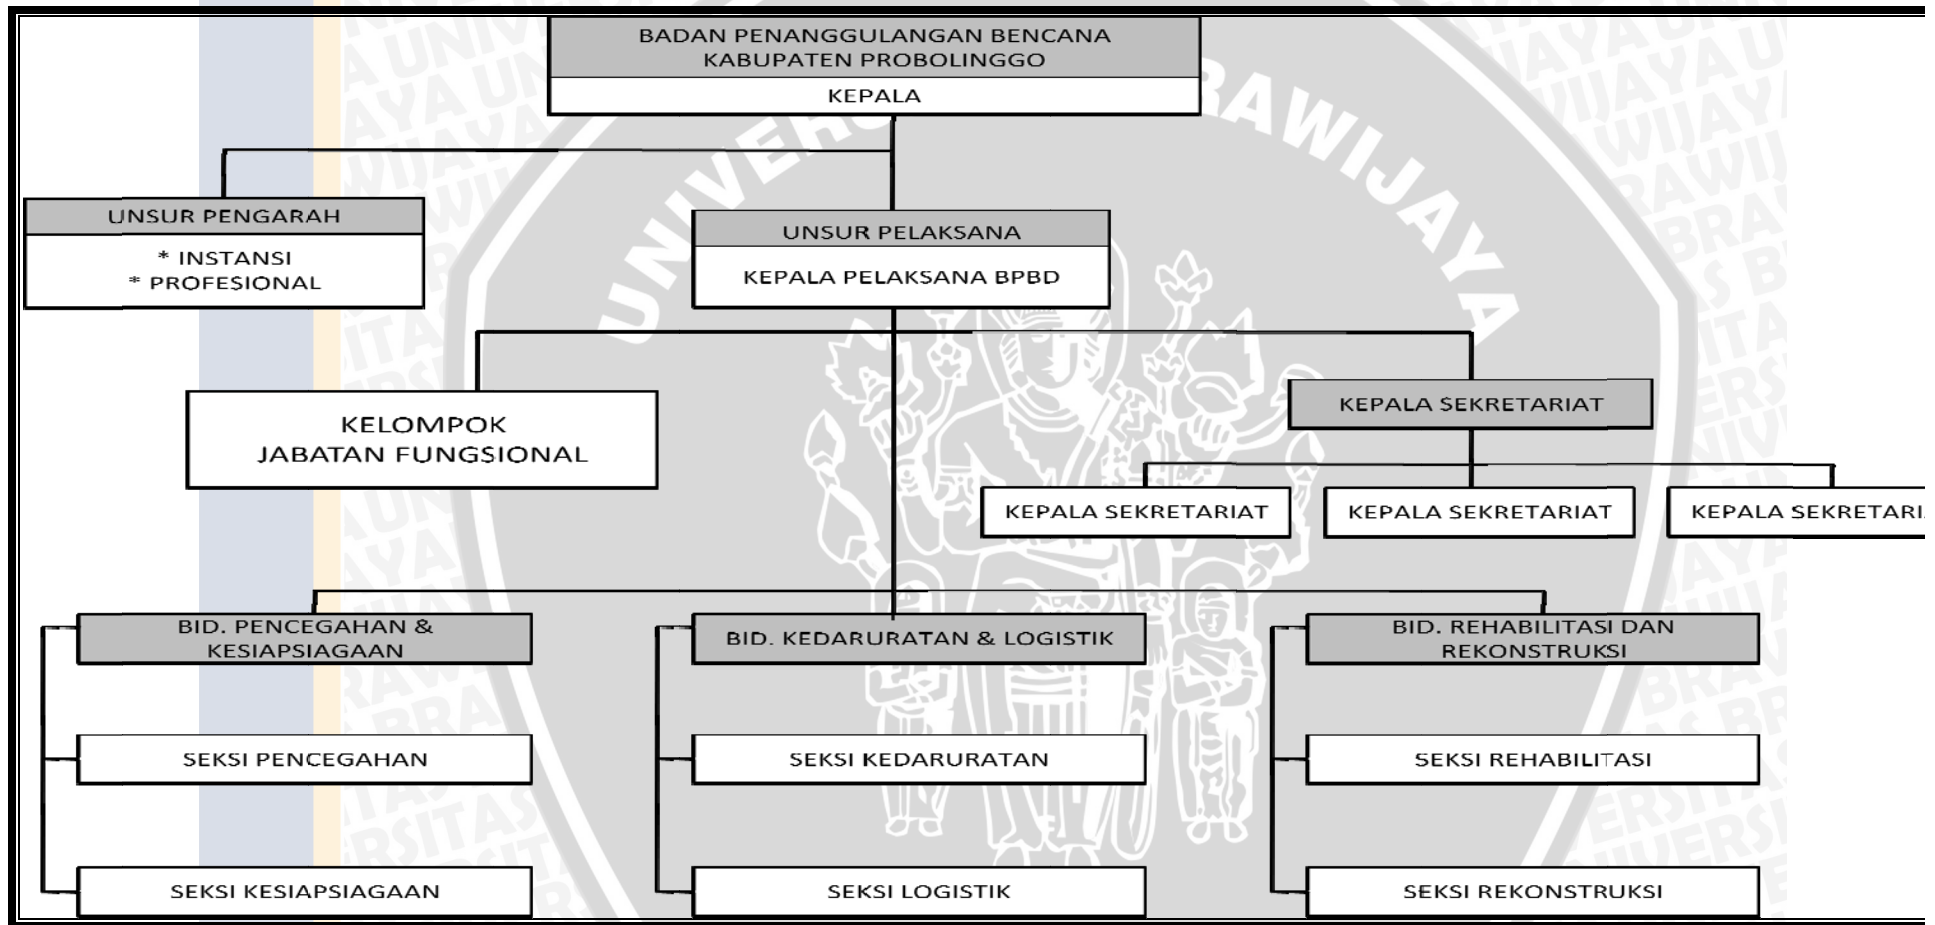 BADAN PENANGGULANGAN BENCANA
KABUPATEN PROBOLINGGO
KEPALA
UNSUR PENGARAH
* INSTANSI
* PROFESIONAL
UNSUR PELAKSANA
KEPALA PELAKSANA BPBD
KELOMPOK
JABATAN FUNGSIONAL
KEPALA SEKRETARIAT
KEPALA SEKRETARIAT
KEPALA SEKRETARIAT
KEPALA SEKRETARI
BID. PENCEGAHAN &
KESIAPSIAGAAN
BID. KEDARURATAN & LOGISTIK
BID. REHABILITASI DAN
REKONSTRUKSI
SEKSI PENCEGAHAN
SEKSI KEDARURATAN
SEKSI REHABILITASI
SEKSI KESIAPSIAGAAN
SEKSI LOGISTIK
SEKSI REKONSTRUKSI